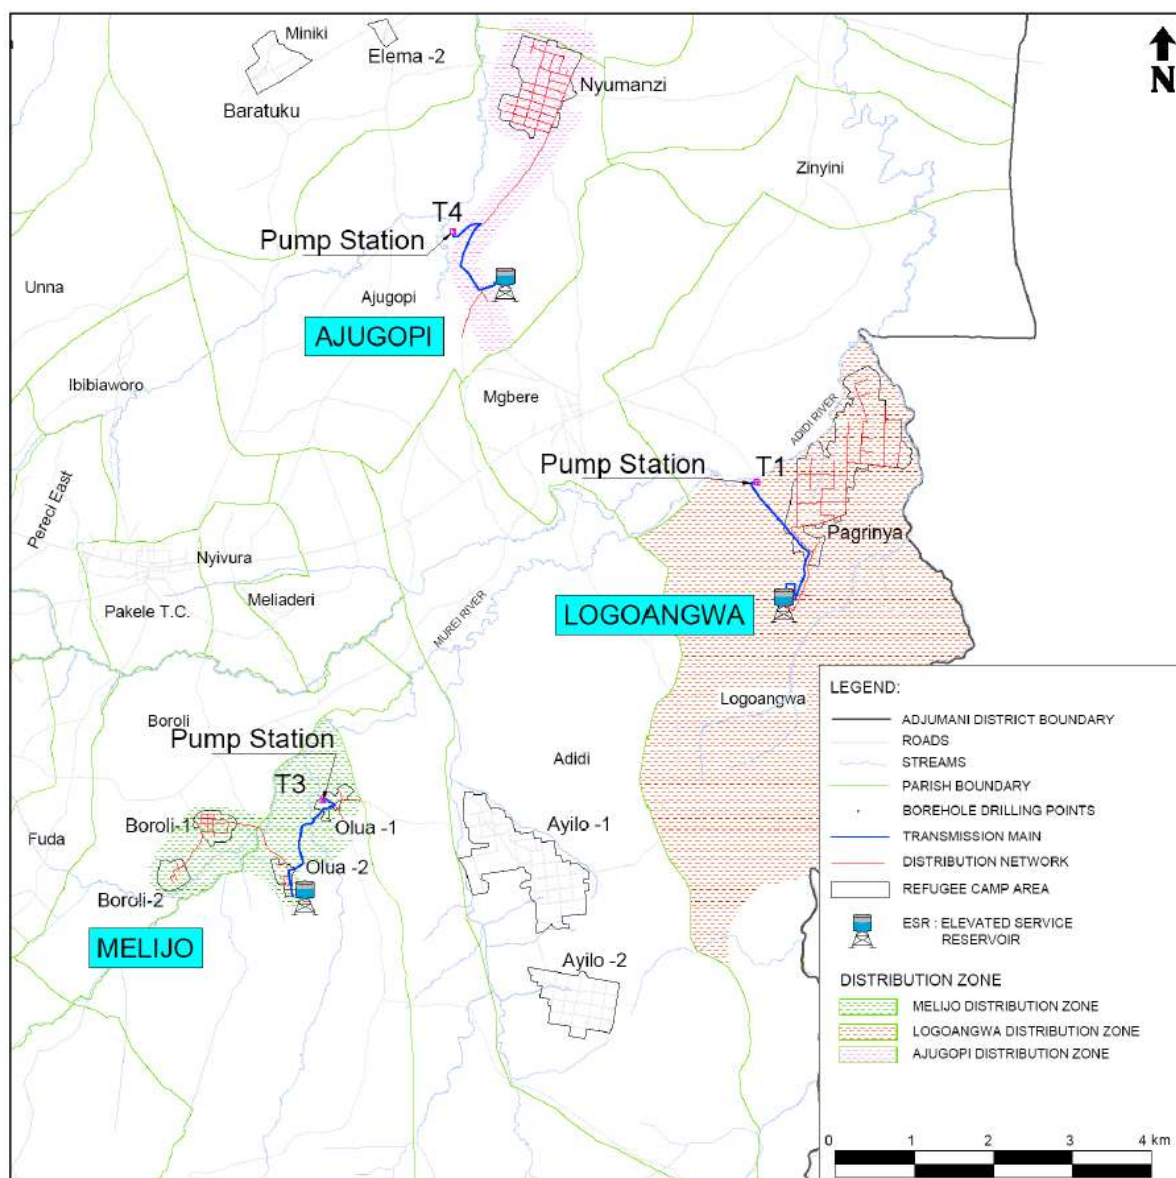 Miniki
Elema -2
N
Baratuku
Nyumanzi
Zinyini
T4
Pump Station
Unna
Ajugopi
AJUGOPI
Ibibiaworo
Mgbere
ADIDI RIVER
Pump Station
T1
Pereci East
Pagrinya
Nyivura
Meliaderi
Pakele T.C.
MUREI RIVER
LOGOANGWA
Logoangwa
Boroli
Pump Station
Adidi
T3
Boroli-1
Olua -1
Ayilo -1
Fuda
Olua -2
Boroli-2
MELIJO
Ayilo -2
LEGEND:
ADJUMANI DISTRICT BOUNDARY
ROADS
STREAMS
PARISH BOUNDARY
BOREHOLE DRILLING POINTS
TRANSMISSION MAIN
DISTRIBUTION NETWORK
REFUGEE CAMP AREA
ESR : ELEVATED SERVICE
RESERVOIR
DISTRIBUTION ZONE
MELIJO DISTRIBUTION ZONE
LOGOANGWA DISTRIBUTION ZONE
AJUGOPI DISTRIBUTION ZONE
0 1 2 3 4 km